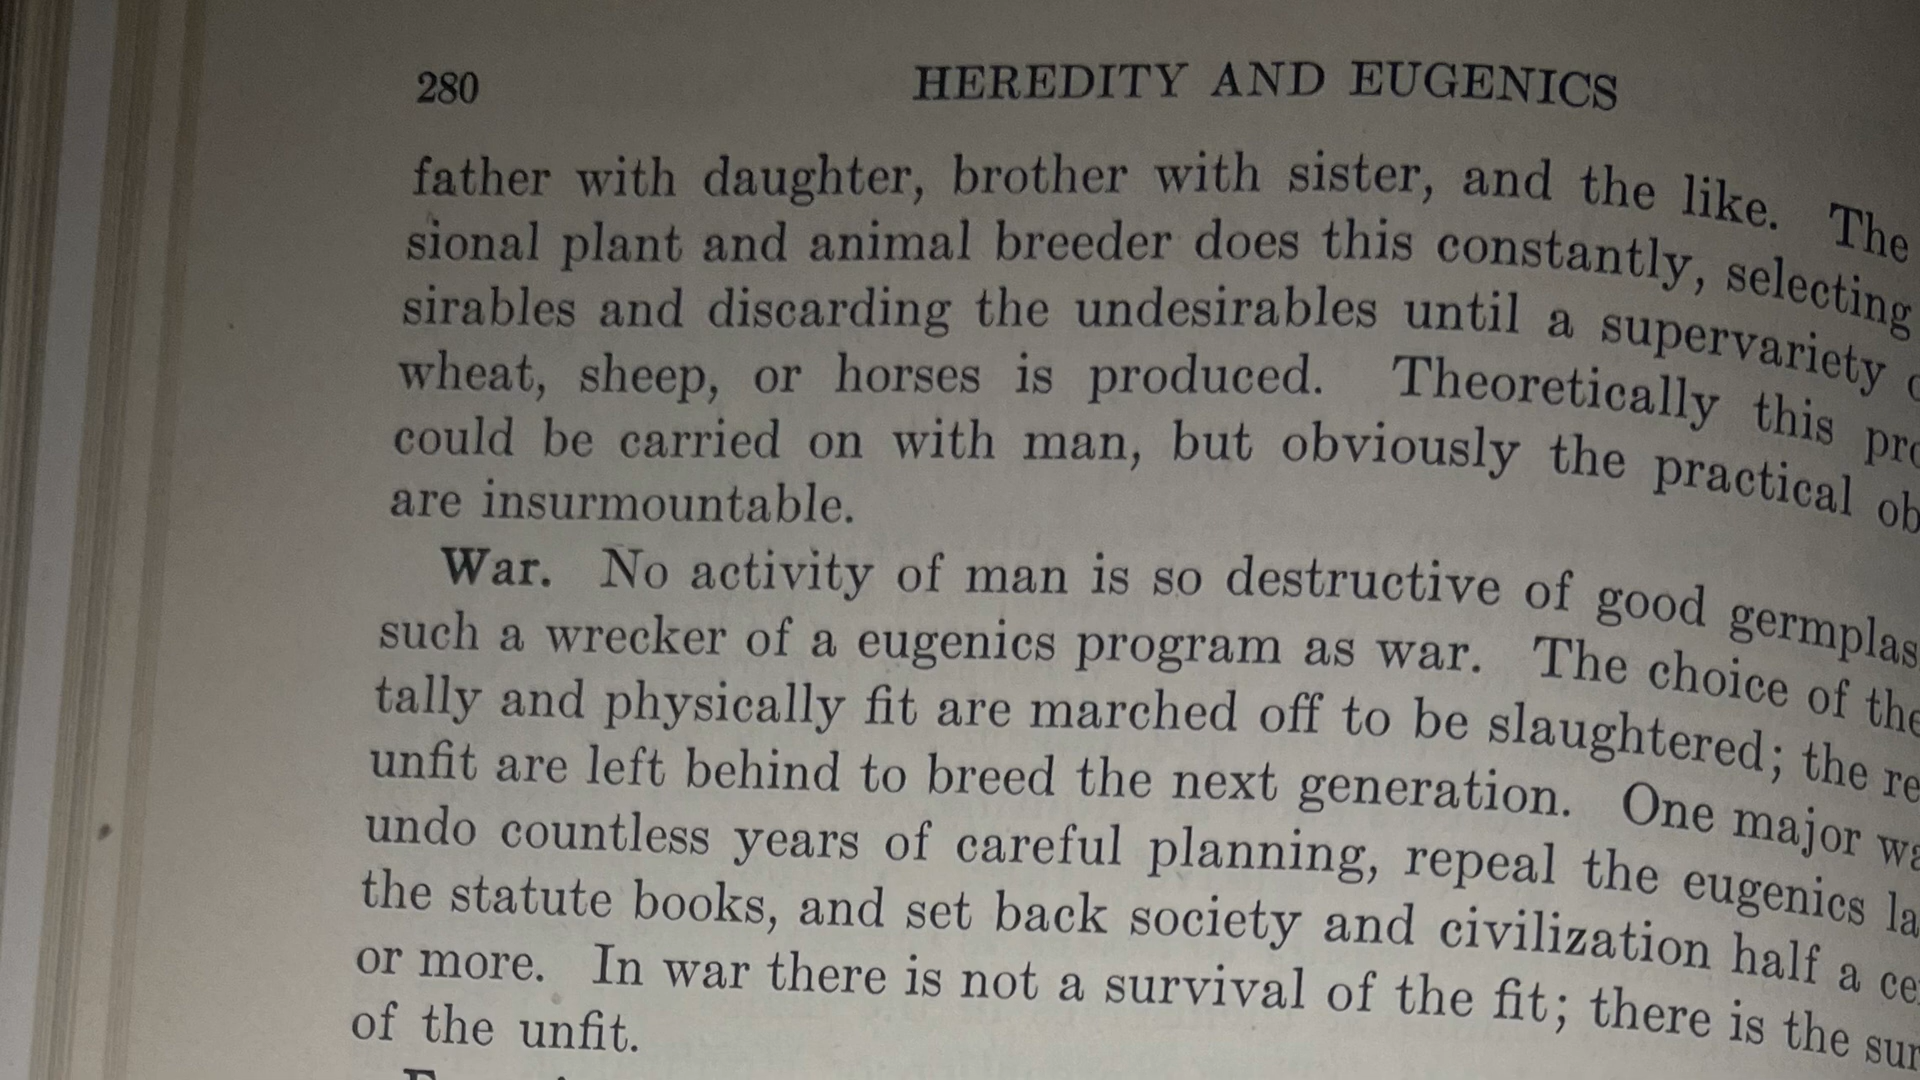 280 HEREDITY AND EUGENICS
father with daughter, brother with sister, and the like. The
sional plant and animal breeder does this constantly, selecting
sirables and discarding the undesirables until a supervariety
wheat, sheep, or horses is produced. Theoretically this
could be carried on with man, but obviously the practical
are insurmountable.
War. No activity of man is so destructive of good germplas
such a wrecker of a eugenics program as war. The choice of the
tally and physically fit are marched off to be slaughtered; the
unfit are left behind to breed the next generation. One major
undo countless years of careful planning, repeal the eugenics
the statute books, and set back society and civilization half a
or more. In war there is not a survival of the fit; there is the
of the unfit.